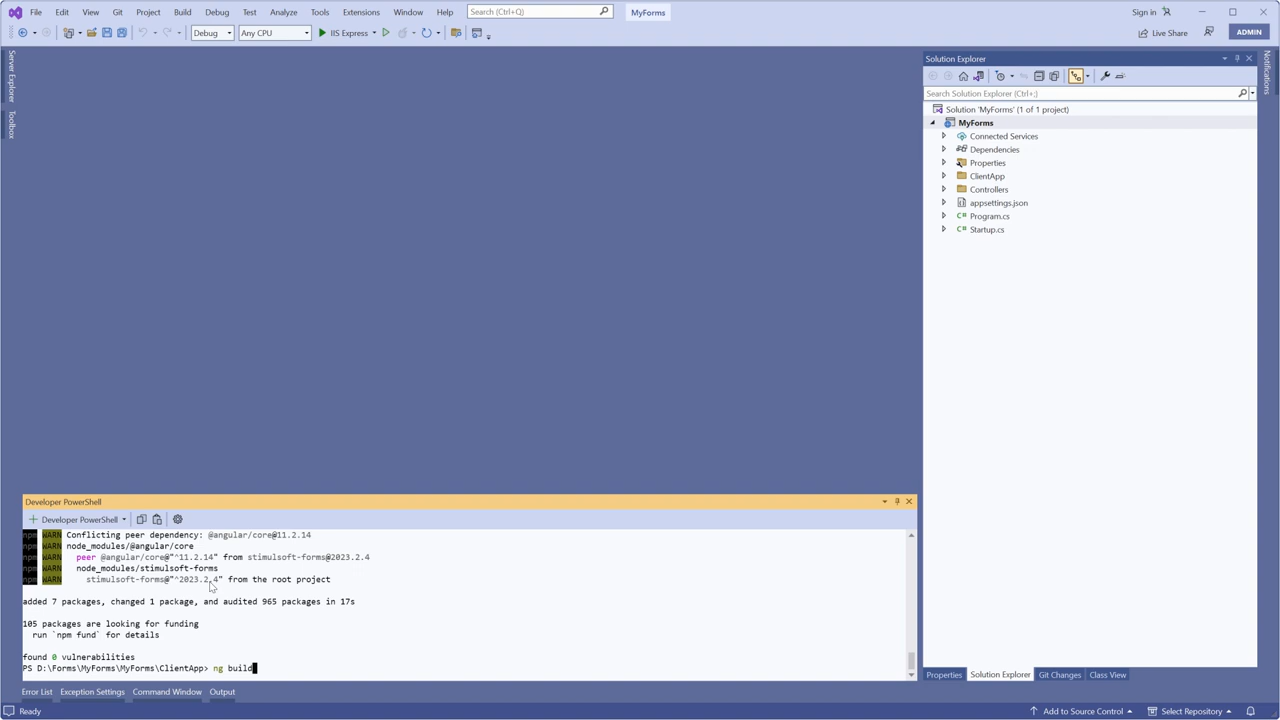 File Edit View Git Project Build Debug Test Analyze Tools Extensions Window Help Search (Ctrl+Q) MyForms Sign in
Debug Any CPU IIS Express Live Share ADMIN
Server Explorer
Toolbox
Solution Explorer
Search Solution Explorer (Ctrl+;)
Solution 'MyForms' (1 of 1 project)
MyForms
Connected Services
Dependencies
Properties
ClientApp
Controllers
appsettings.json
C# Program.cs
C# Startup.cs
Notifications
Developer PowerShell
Developer PowerShell
npm WARN Conflicting peer dependency: @angular/core@11.2.14
npm WARN node_modules/@angular/core
npm WARN peer @angular/core@"^11.2.14" from stimulsoft-forms@2023.2.4
npm WARN node_modules/stimulsoft-forms
npm WARN stimulsoft-forms@"^2023.2.4" from the root project
added 7 packages, changed 1 package, and audited 965 packages in 17s
105 packages are looking for funding
run `npm fund` for details
found 0 vulnerabilities
PS D:\Forms\MyForms\MyForms\ClientApp> ng build
Properties Solution Explorer Git Changes Class View
Error List Exception Settings Command Window Output
Ready Add to Source Control Select Repository